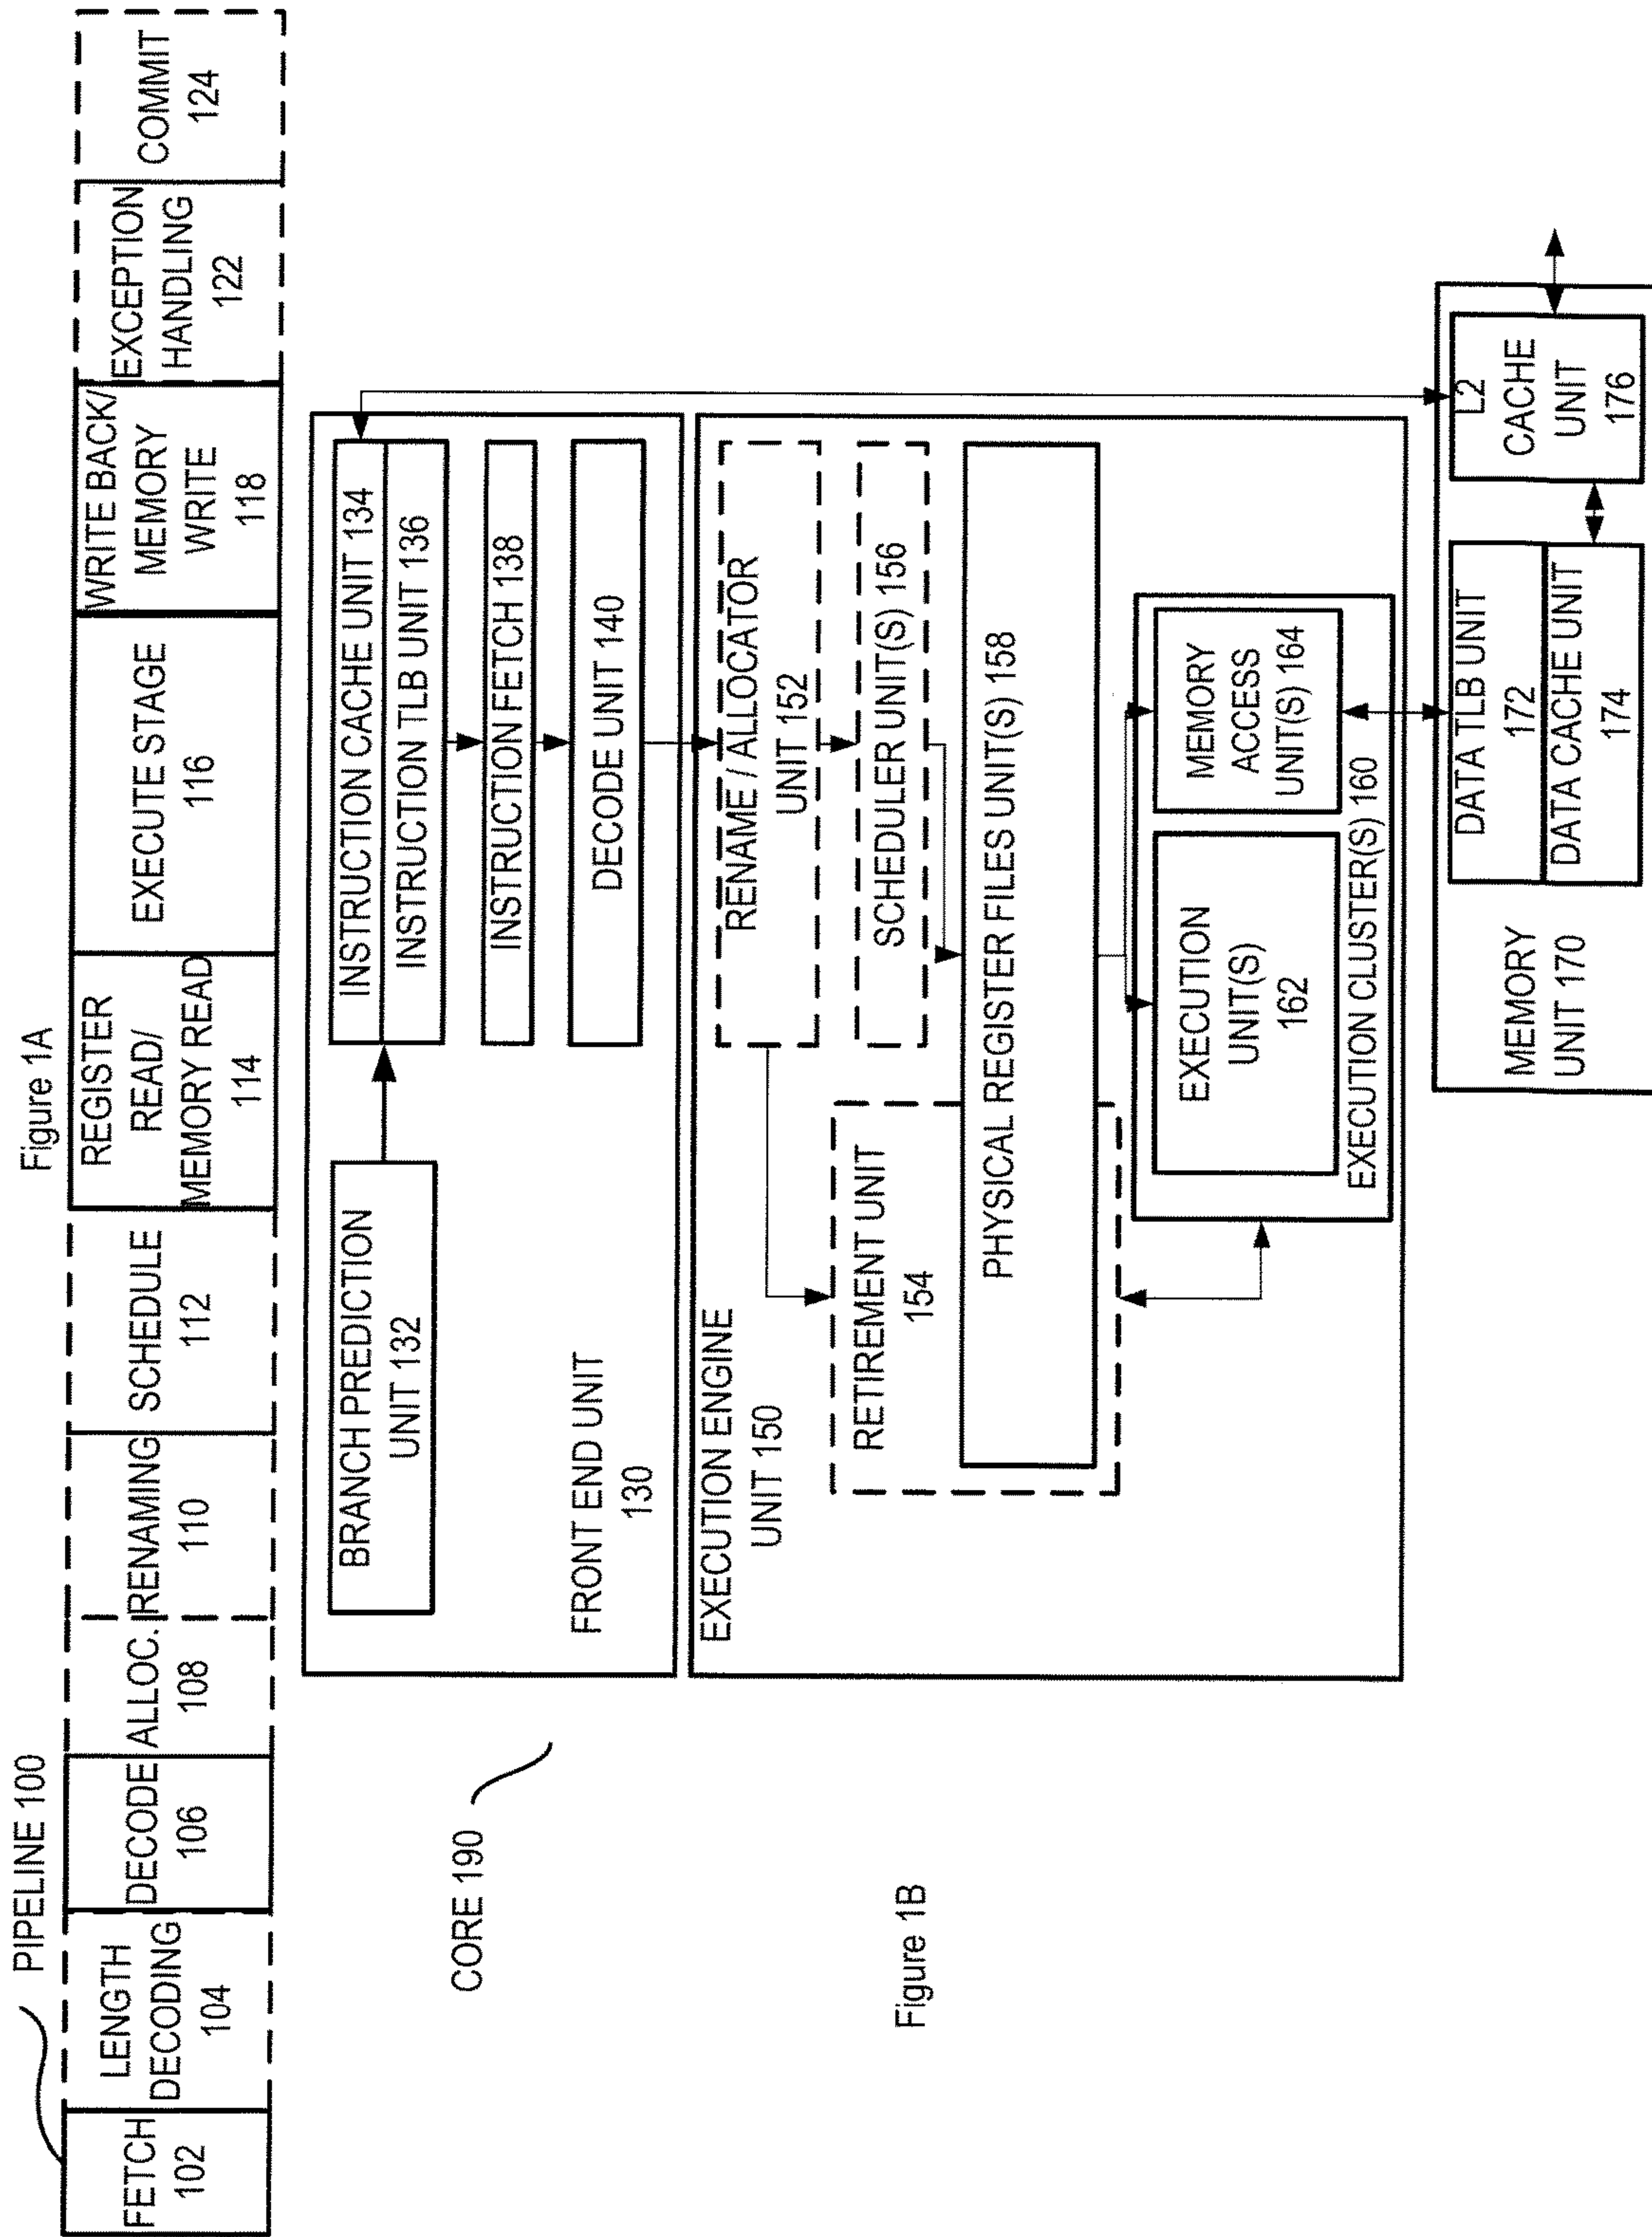 Figure 1A
PIPELINE 100
FETCH
102
LENGTH
DECODING
104
DECODE
106
ALLOC.
108
RENAMING
110
SCHEDULE
112
REGISTER
READ/
MEMORY READ
114
EXECUTE STAGE
116
WRITE BACK/
MEMORY
WRITE
118
EXCEPTION
HANDLING
122
COMMIT
124
CORE 190
BRANCH PREDICTION
UNIT 132
INSTRUCTION CACHE UNIT 134
INSTRUCTION TLB UNIT 136
INSTRUCTION FETCH 138
DECODE UNIT 140
FRONT END UNIT
130
EXECUTION ENGINE
UNIT 150
RENAME / ALLOCATOR
UNIT 152
SCHEDULER UNIT(S) 156
RETIREMENT UNIT
154
PHYSICAL REGISTER FILES UNIT(S) 158
EXECUTION
UNIT(S)
162
MEMORY
ACCESS
UNIT(S) 164
EXECUTION CLUSTER(S) 160
MEMORY
UNIT 170
DATA TLB UNIT
172
DATA CACHE UNIT
174
L2
CACHE
UNIT
176
Figure 1B